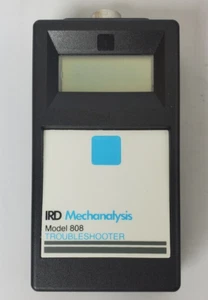 IRD Mechanalysis
Model 808
TROUBLESHOOTER